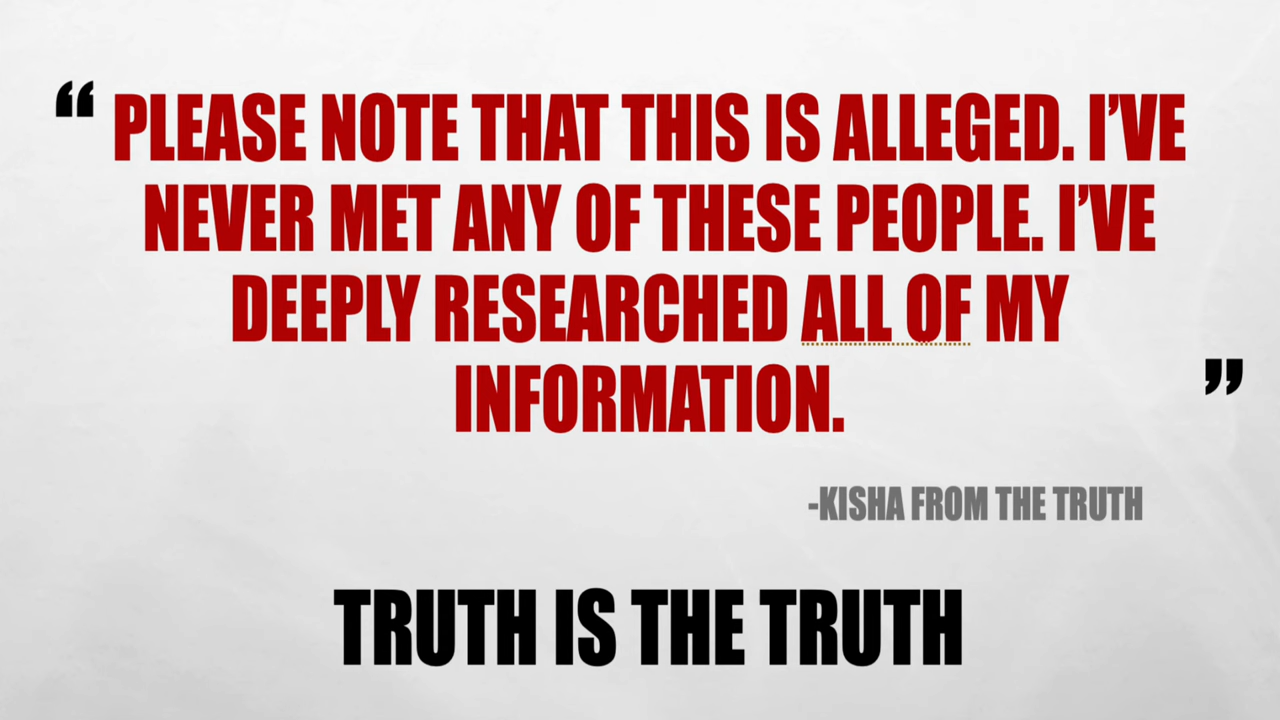 “ PLEASE NOTE THAT THIS IS ALLEGED. I’VE
NEVER MET ANY OF THESE PEOPLE. I’VE
DEEPLY RESEARCHED ALL OF MY
INFORMATION. ”
-KISHA FROM THE TRUTH
TRUTH IS THE TRUTH